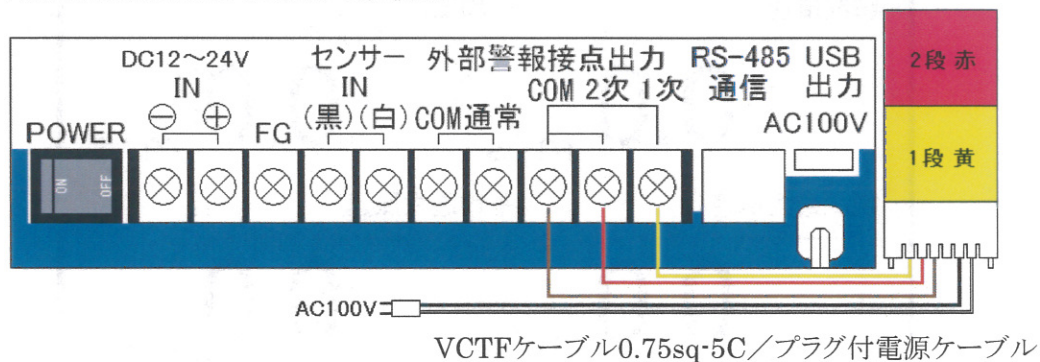 DC12～24V センサー 外部警報接点出力 RS-485 USB
IN IN COM 2次 1次 通信 出力
⊖ ⊕ (黒)(白) COM通常
POWER FG AC100V
ON OFF
2段 赤
1段 黄
AC100V
VCTFケーブル0.75sq-5C／プラグ付電源ケーブル